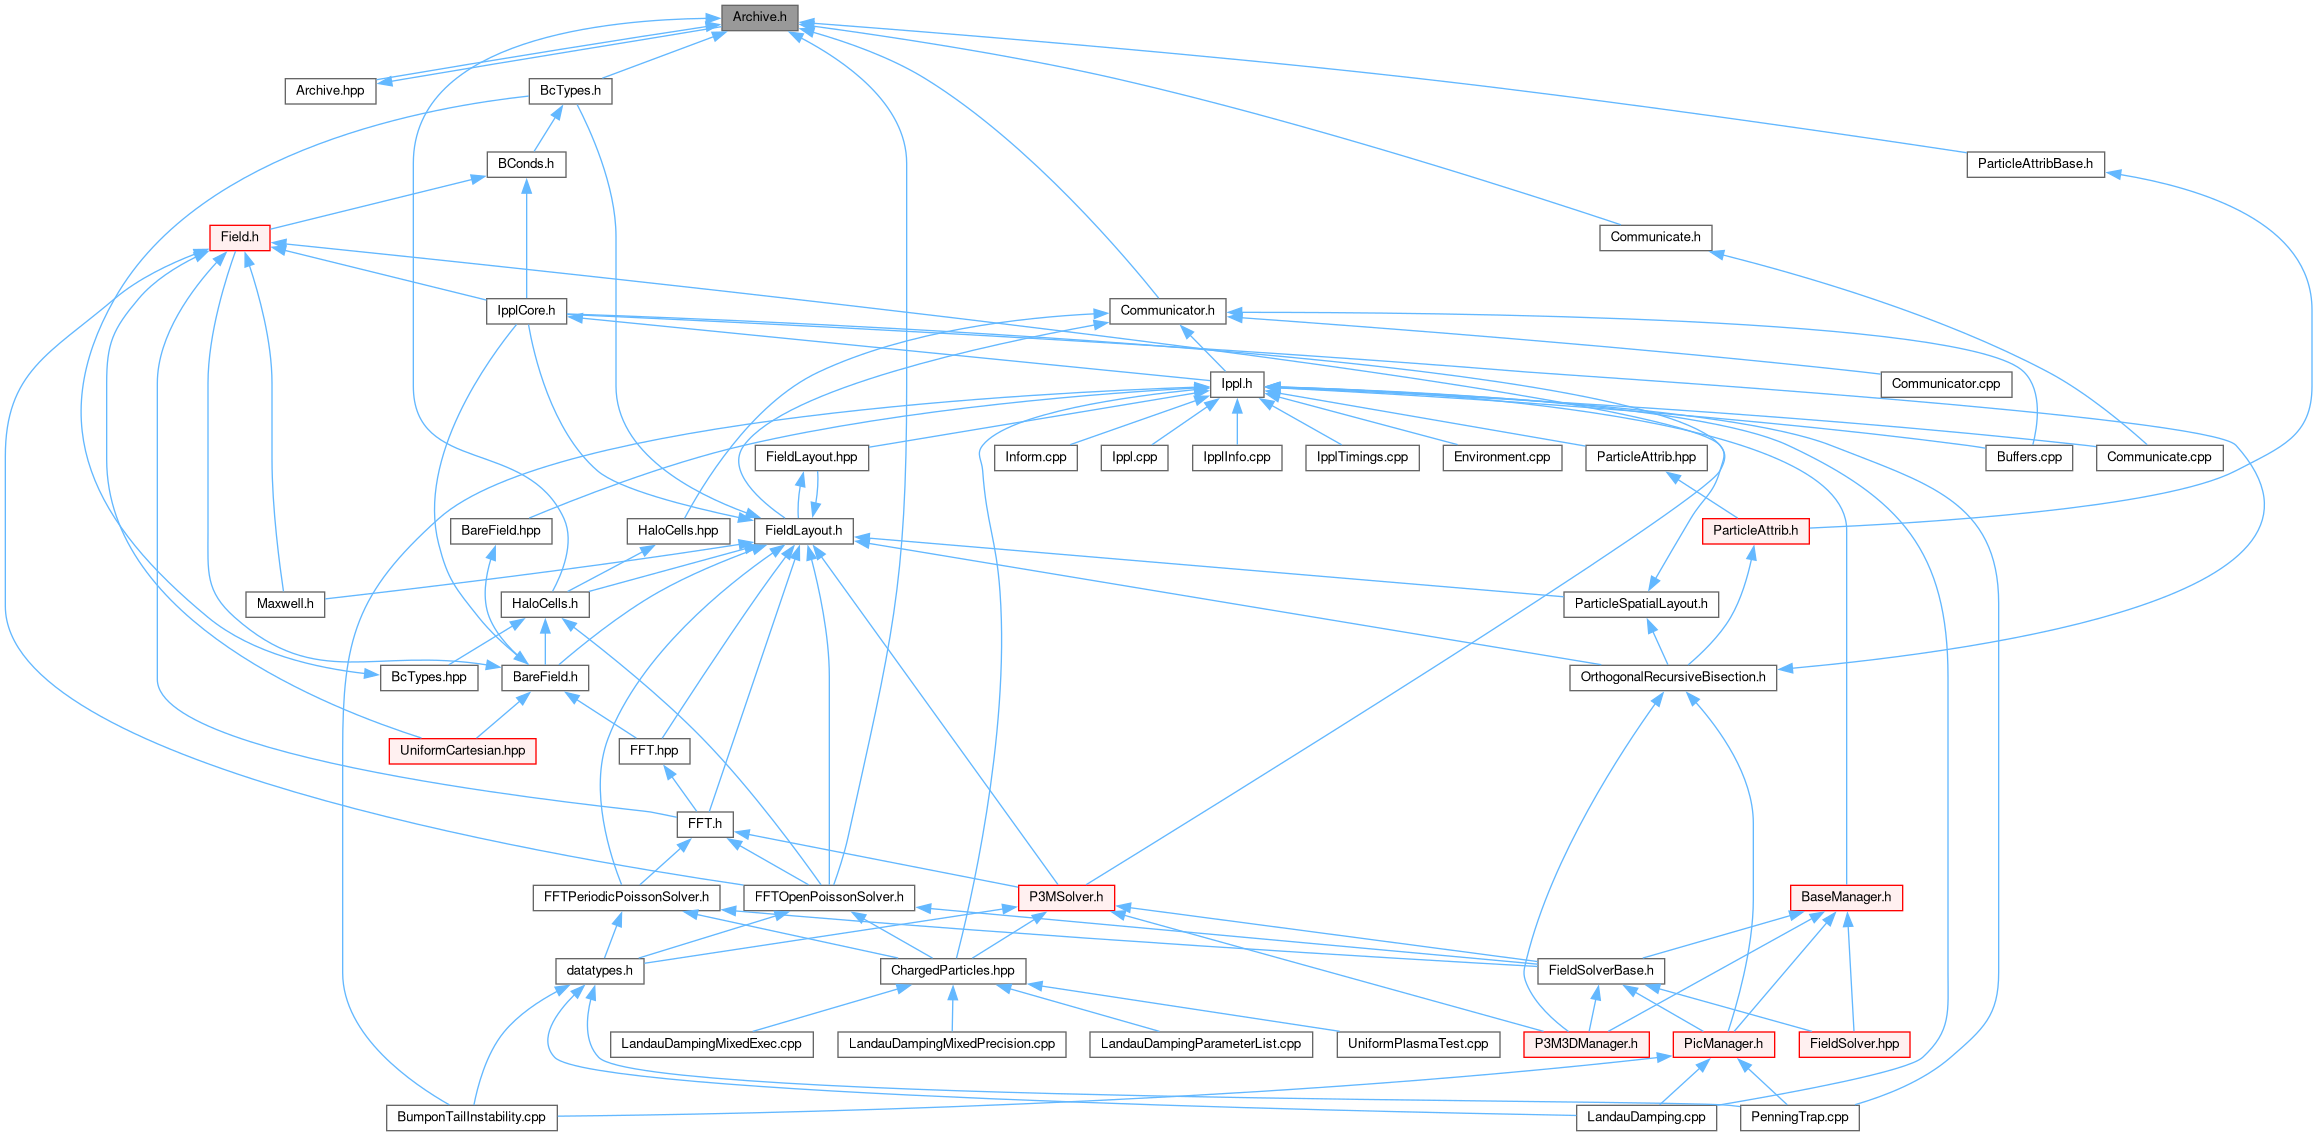 Archive.h
Archive.hpp
BcTypes.h
BConds.h
ParticleAttribBase.h
Field.h
Communicate.h
IpplCore.h
Communicator.h
Ippl.h
Communicator.cpp
FieldLayout.hpp
Inform.cpp
Ippl.cpp
IpplInfo.cpp
IpplTimings.cpp
Environment.cpp
ParticleAttrib.hpp
Buffers.cpp
Communicate.cpp
BareField.hpp
HaloCells.hpp
FieldLayout.h
ParticleAttrib.h
Maxwell.h
HaloCells.h
ParticleSpatialLayout.h
BcTypes.hpp
BareField.h
OrthogonalRecursiveBisection.h
UniformCartesian.hpp
FFT.hpp
FFT.h
FFTPeriodicPoissonSolver.h
FFTOpenPoissonSolver.h
P3MSolver.h
BaseManager.h
datatypes.h
ChargedParticles.hpp
FieldSolverBase.h
LandauDampingMixedExec.cpp
LandauDampingMixedPrecision.cpp
LandauDampingParameterList.cpp
UniformPlasmaTest.cpp
P3M3DManager.h
PicManager.h
FieldSolver.hpp
BumponTailInstability.cpp
LandauDamping.cpp
PenningTrap.cpp